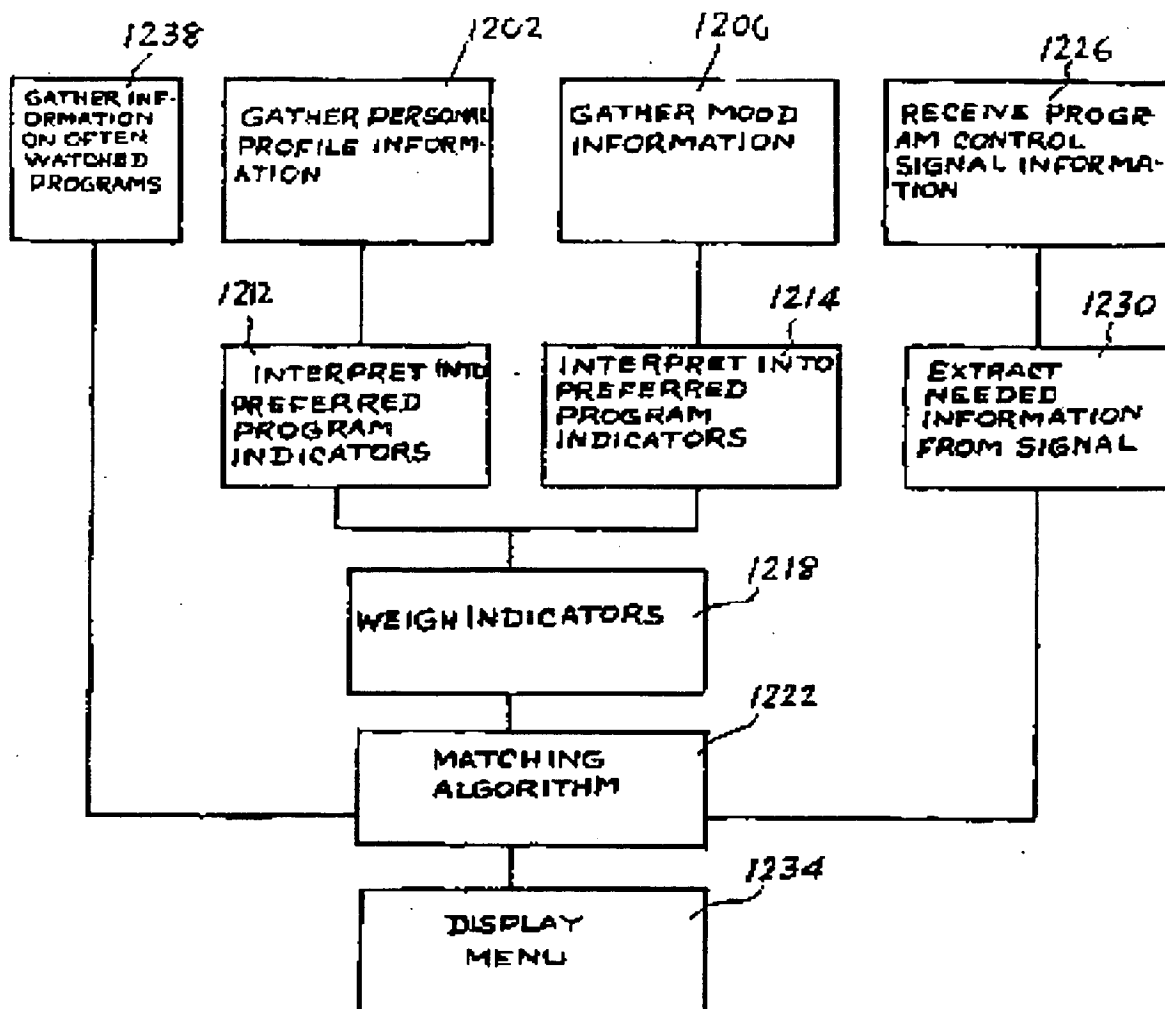 1238
GATHER INF-
ORMATION
ON OFTEN
WATCHED
PROGRAMS
1202
GATHER PERSONAL
PROFILE INFORM-
ATION
1206
GATHER MOOD
INFORMATION
1226
RECEIVE PROGR-
AM CONTROL
SIGNAL INFORMA-
TION
1212
INTERPRET INTO
PREFERRED
PROGRAM
INDICATORS
1214
INTERPRET INTO
PREFERRED
PROGRAM
INDICATORS
1230
EXTRACT
NEEDED
INFORMATION
FROM SIGNAL
1218
WEIGH INDICATORS
1222
MATCHING
ALGORITHM
1234
DISPLAY
MENU